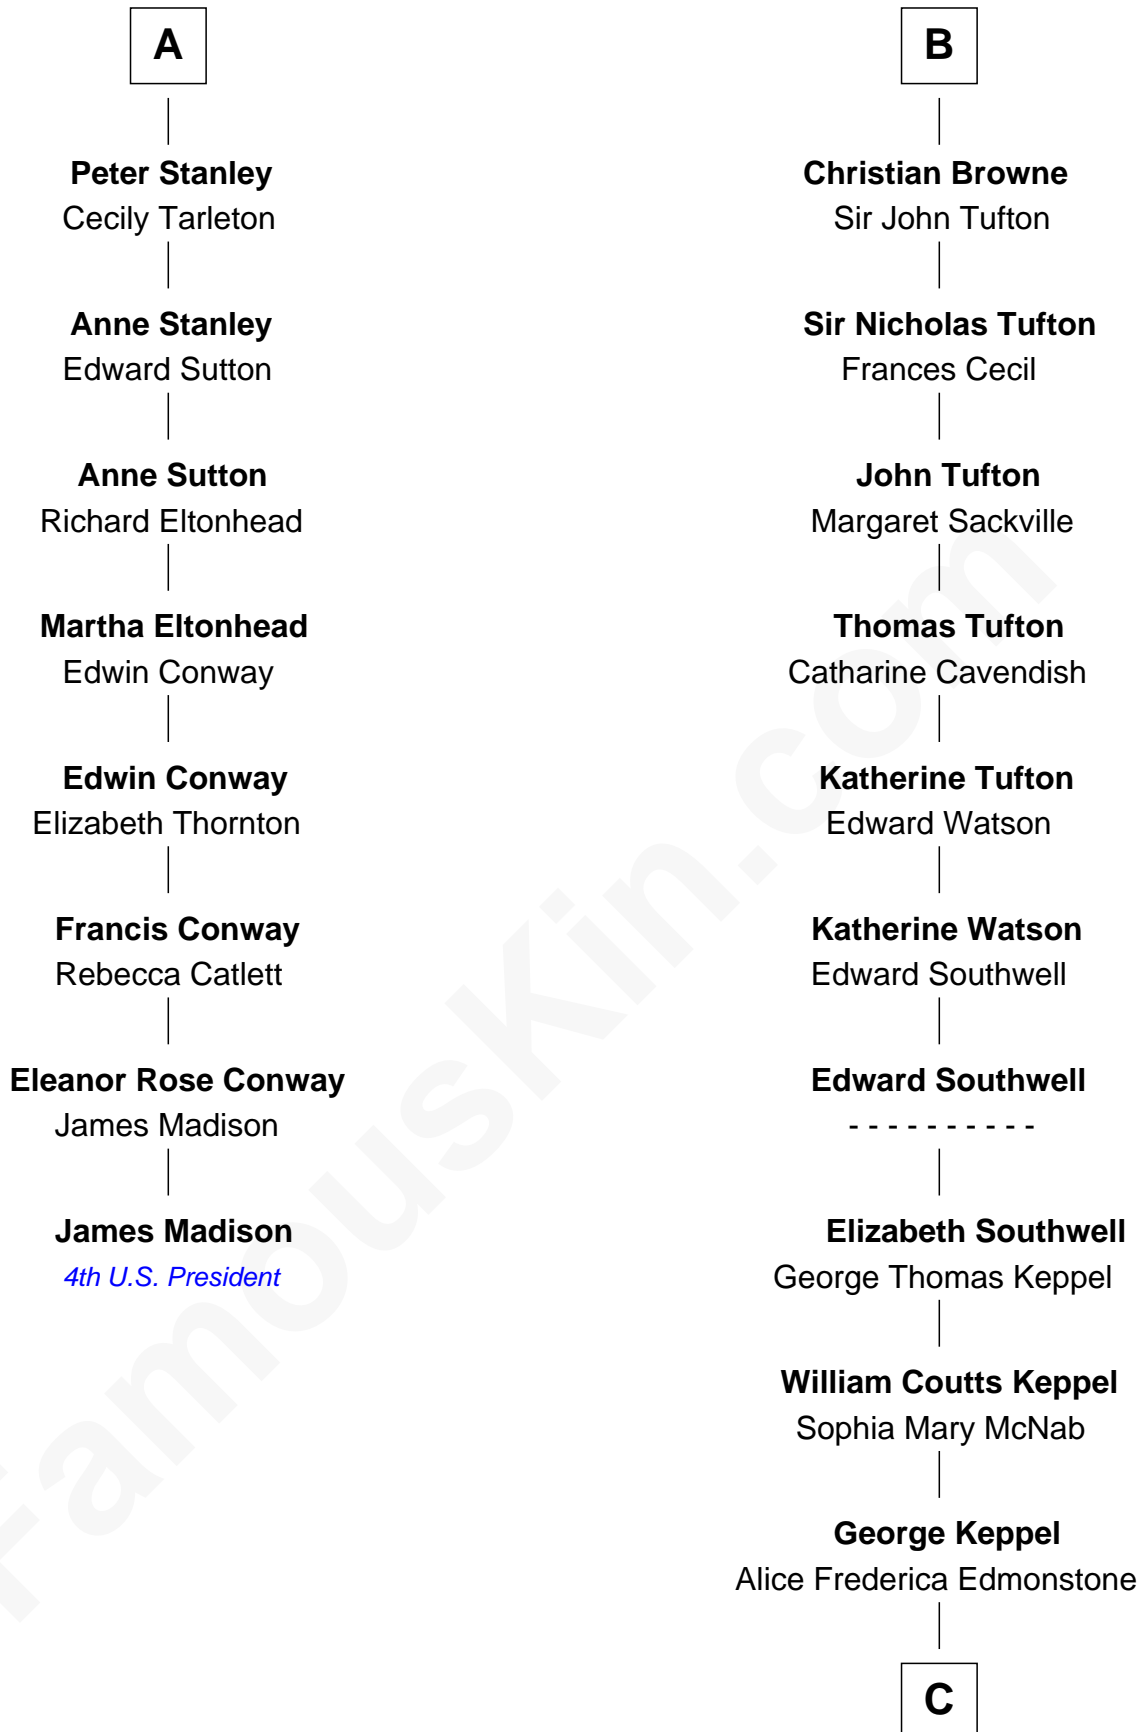 A
Peter Stanley
Cecily Tarleton
Anne Stanley
Edward Sutton
Anne Sutton
Richard Eltonhead
Martha Eltonhead
Edwin Conway
Edwin Conway
Elizabeth Thornton
Francis Conway
Rebecca Catlett
Eleanor Rose Conway
James Madison
James Madison
4th U.S. President
B
Christian Browne
Sir John Tufton
Sir Nicholas Tufton
Frances Cecil
John Tufton
Margaret Sackville
Thomas Tufton
Catharine Cavendish
Katherine Tufton
Edward Watson
Katherine Watson
Edward Southwell
Edward Southwell
- - - - - - - - - -
Elizabeth Southwell
George Thomas Keppel
William Coutts Keppel
Sophia Mary McNab
George Keppel
Alice Frederica Edmonstone
C
FamousKin.com